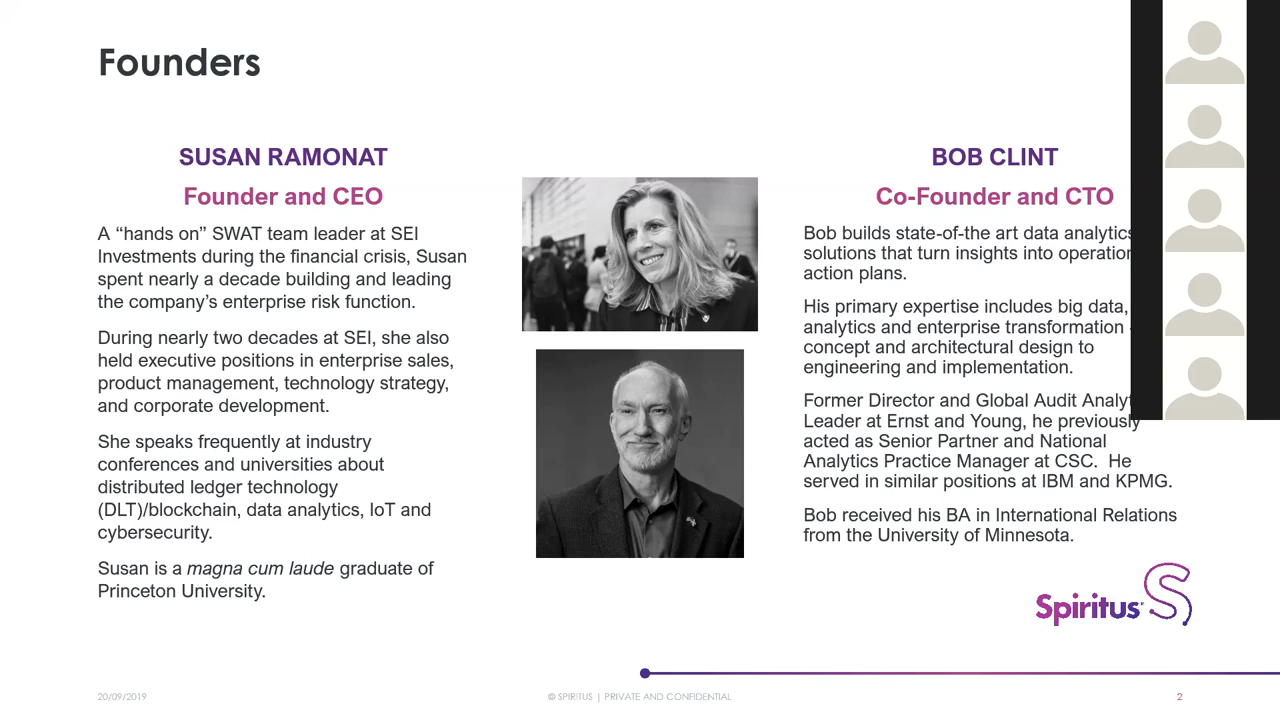 Founders
SUSAN RAMONAT
Founder and CEO
A “hands on” SWAT team leader at SEI
Investments during the financial crisis, Susan
spent nearly a decade building and leading
the company’s enterprise risk function.
During nearly two decades at SEI, she also
held executive positions in enterprise sales,
product management, technology strategy,
and corporate development.
She speaks frequently at industry
conferences and universities about
distributed ledger technology
(DLT)/blockchain, data analytics, IoT and
cybersecurity.
Susan is a magna cum laude graduate of
Princeton University.
BOB CLINT
Co-Founder and CTO
Bob builds state-of-the art data analytics
solutions that turn insights into
action plans.
His primary expertise includes big data,
analytics and enterprise transformation
concept and architectural design to
engineering and implementation.
Former Director and Global Audit
Leader at Ernst and Young, he previously
acted as Senior Partner and National
Analytics Practice Manager at CSC. He
served in similar positions at IBM and KPMG.
Bob received his BA in International Relations
from the University of Minnesota.
Spiritus
20/09/2019
© SPIRITUS | PRIVATE AND CONFIDENTIAL
2